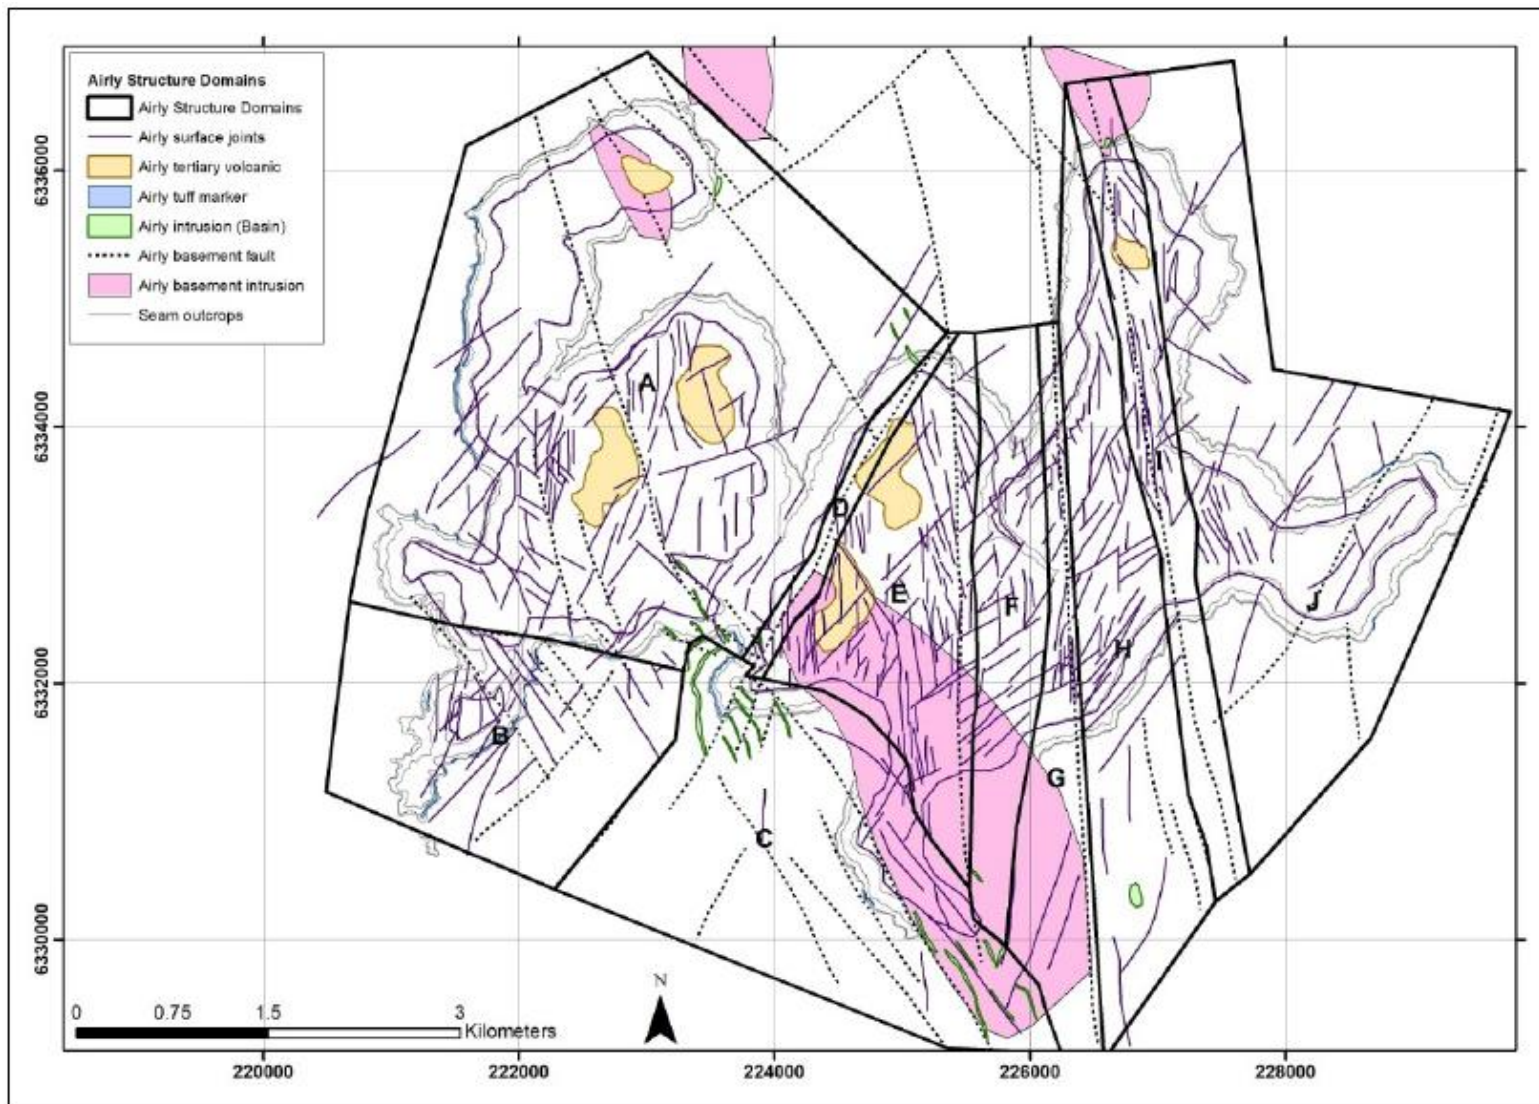 Airly Structure Domains
Airly Structure Domains
Airly surface joints
Airly tertiary volcanic
Airly tuff marker
Airly intrusion (Basin)
Airly basement fault
Airly basement intrusion
Seam outcrops
6336000
6334000
6332000
6330000
A
D
I
E
F
J
H
B
G
C
N
0 0.75 1.5 3
Kilometers
220000 222000 224000 226000 228000